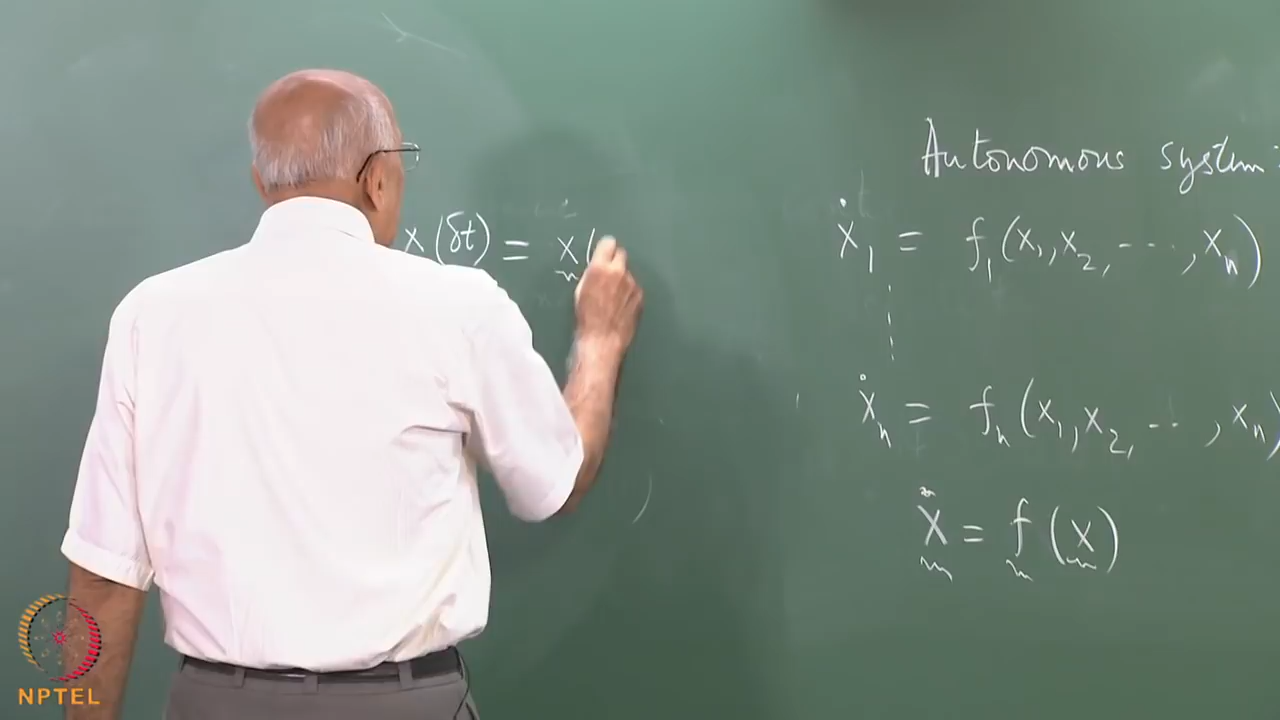 x(δt) = x(
Autonomous system:
ẋ₁ = f₁(x₁, x₂, ---, xₙ)
ẋₙ = fₙ(x₁, x₂, --, xₙ)
ẋ = f(x)
NPTEL